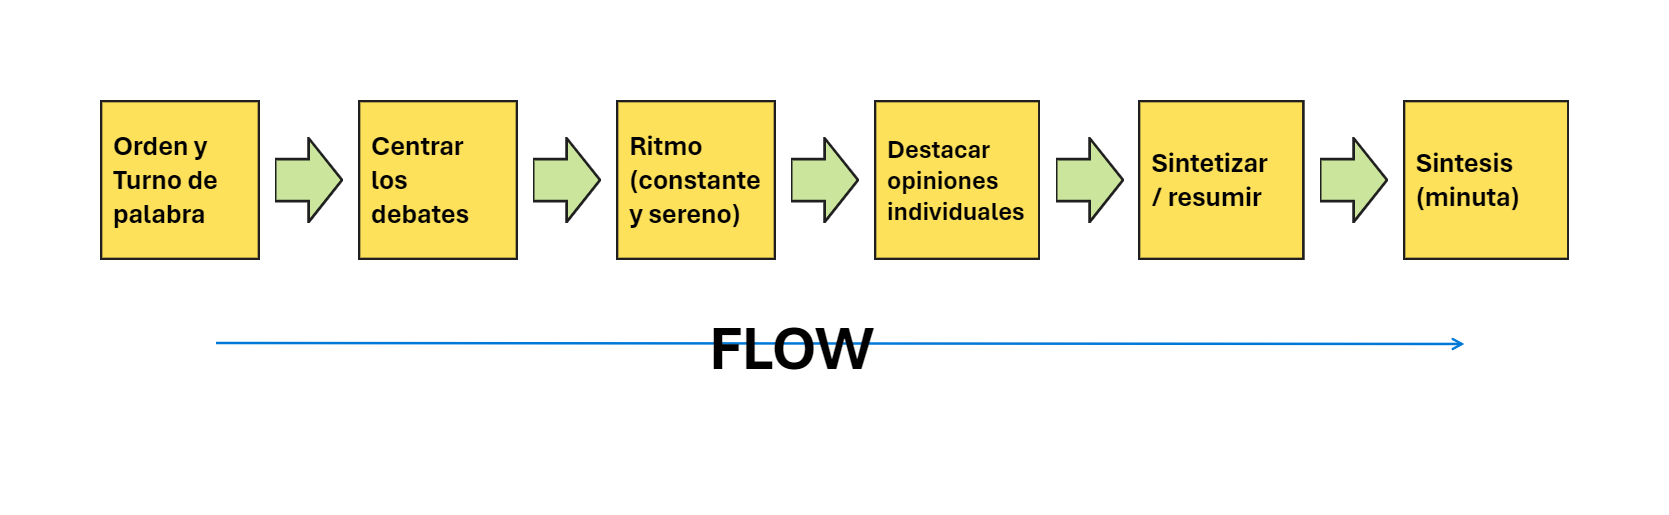 Orden y
Turno de
palabra
Centrar
los
debates
Ritmo
(constante
y sereno)
Destacar
opiniones
individuales
Sintetizar
/ resumir
Sintesis
(minuta)
FLOW